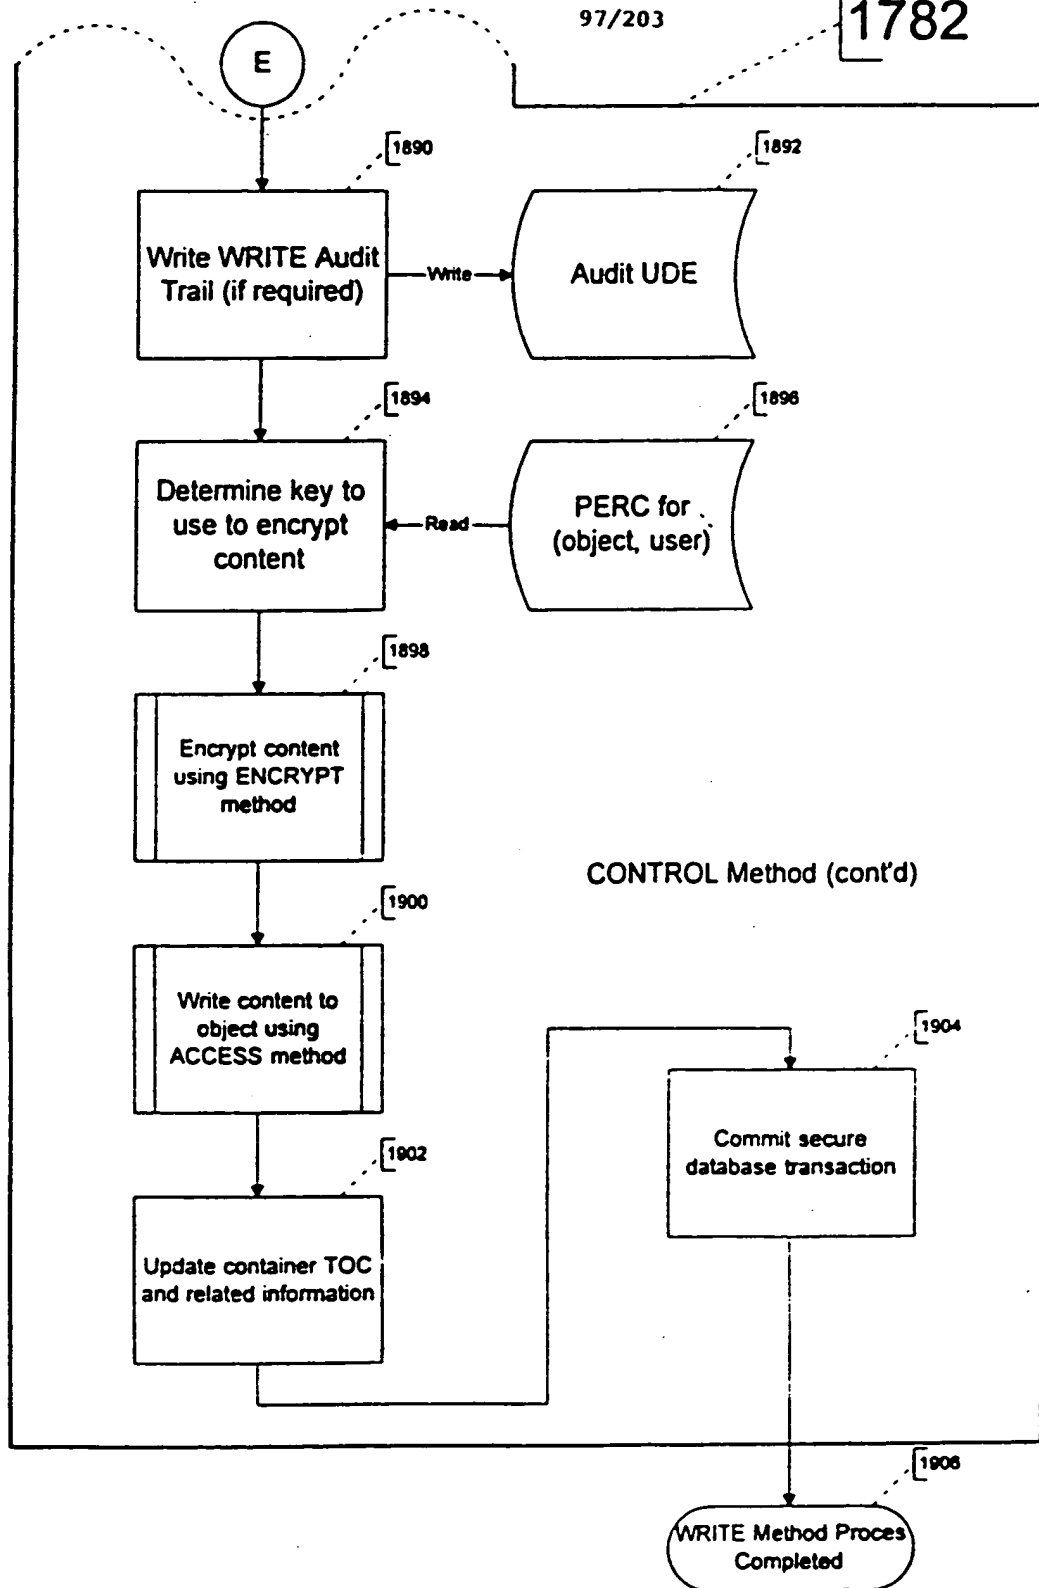 97/203
1782
E
1890
1892
Write WRITE Audit
Trail (if required)
Write
Audit UDE
1894
1896
Determine key to
use to encrypt
content
Read
PERC for
(object, user)
1898
Encrypt content
using ENCRYPT
method
CONTROL Method (cont'd)
1900
Write content to
object using
ACCESS method
1904
Commit secure
database transaction
1902
Update container TOC
and related information
1906
WRITE Method Proces
Completed